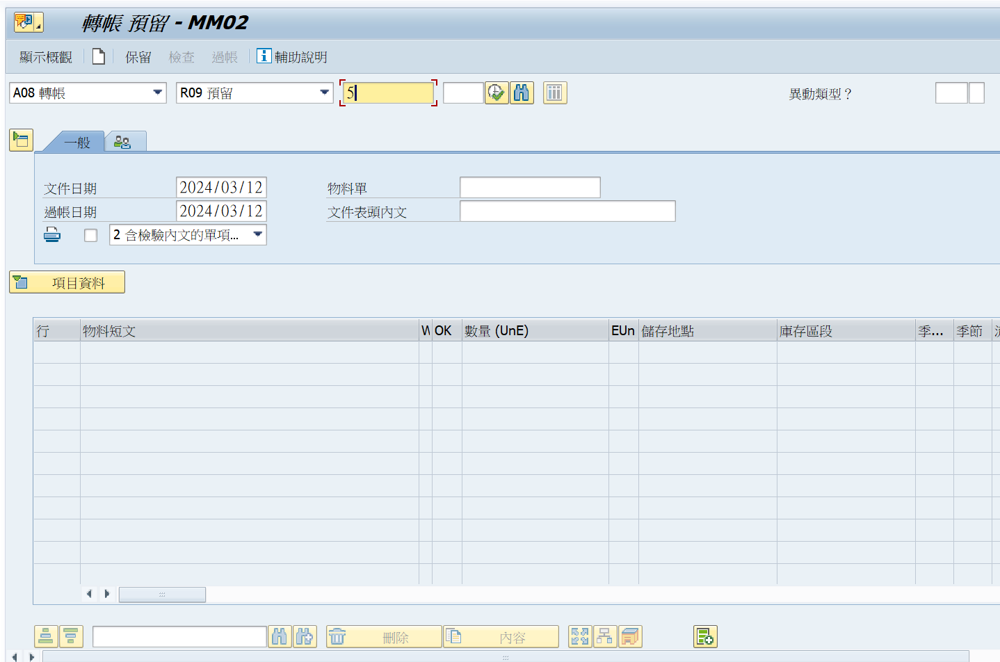 轉帳 預留 - MM02
顯示概觀 保留 檢查 過帳 輔助說明
A08 轉帳 R09 預留 5 異動類型？
一般
文件日期 2024/03/12 物料單
過帳日期 2024/03/12 文件表頭內文
2 含檢驗內文的單項...
項目資料
行 物料短文 W OK 數量 (UnE) EUn 儲存地點 庫存區段 季... 季節
刪除 內容